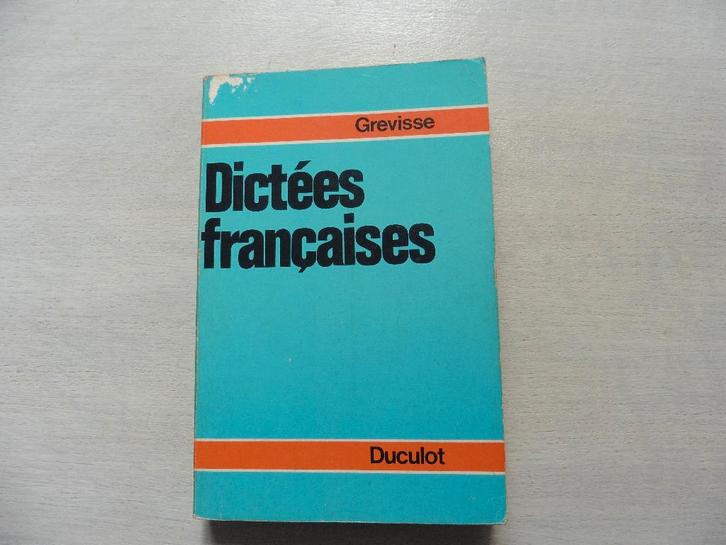 Grevisse
Dictées
françaises
Duculot